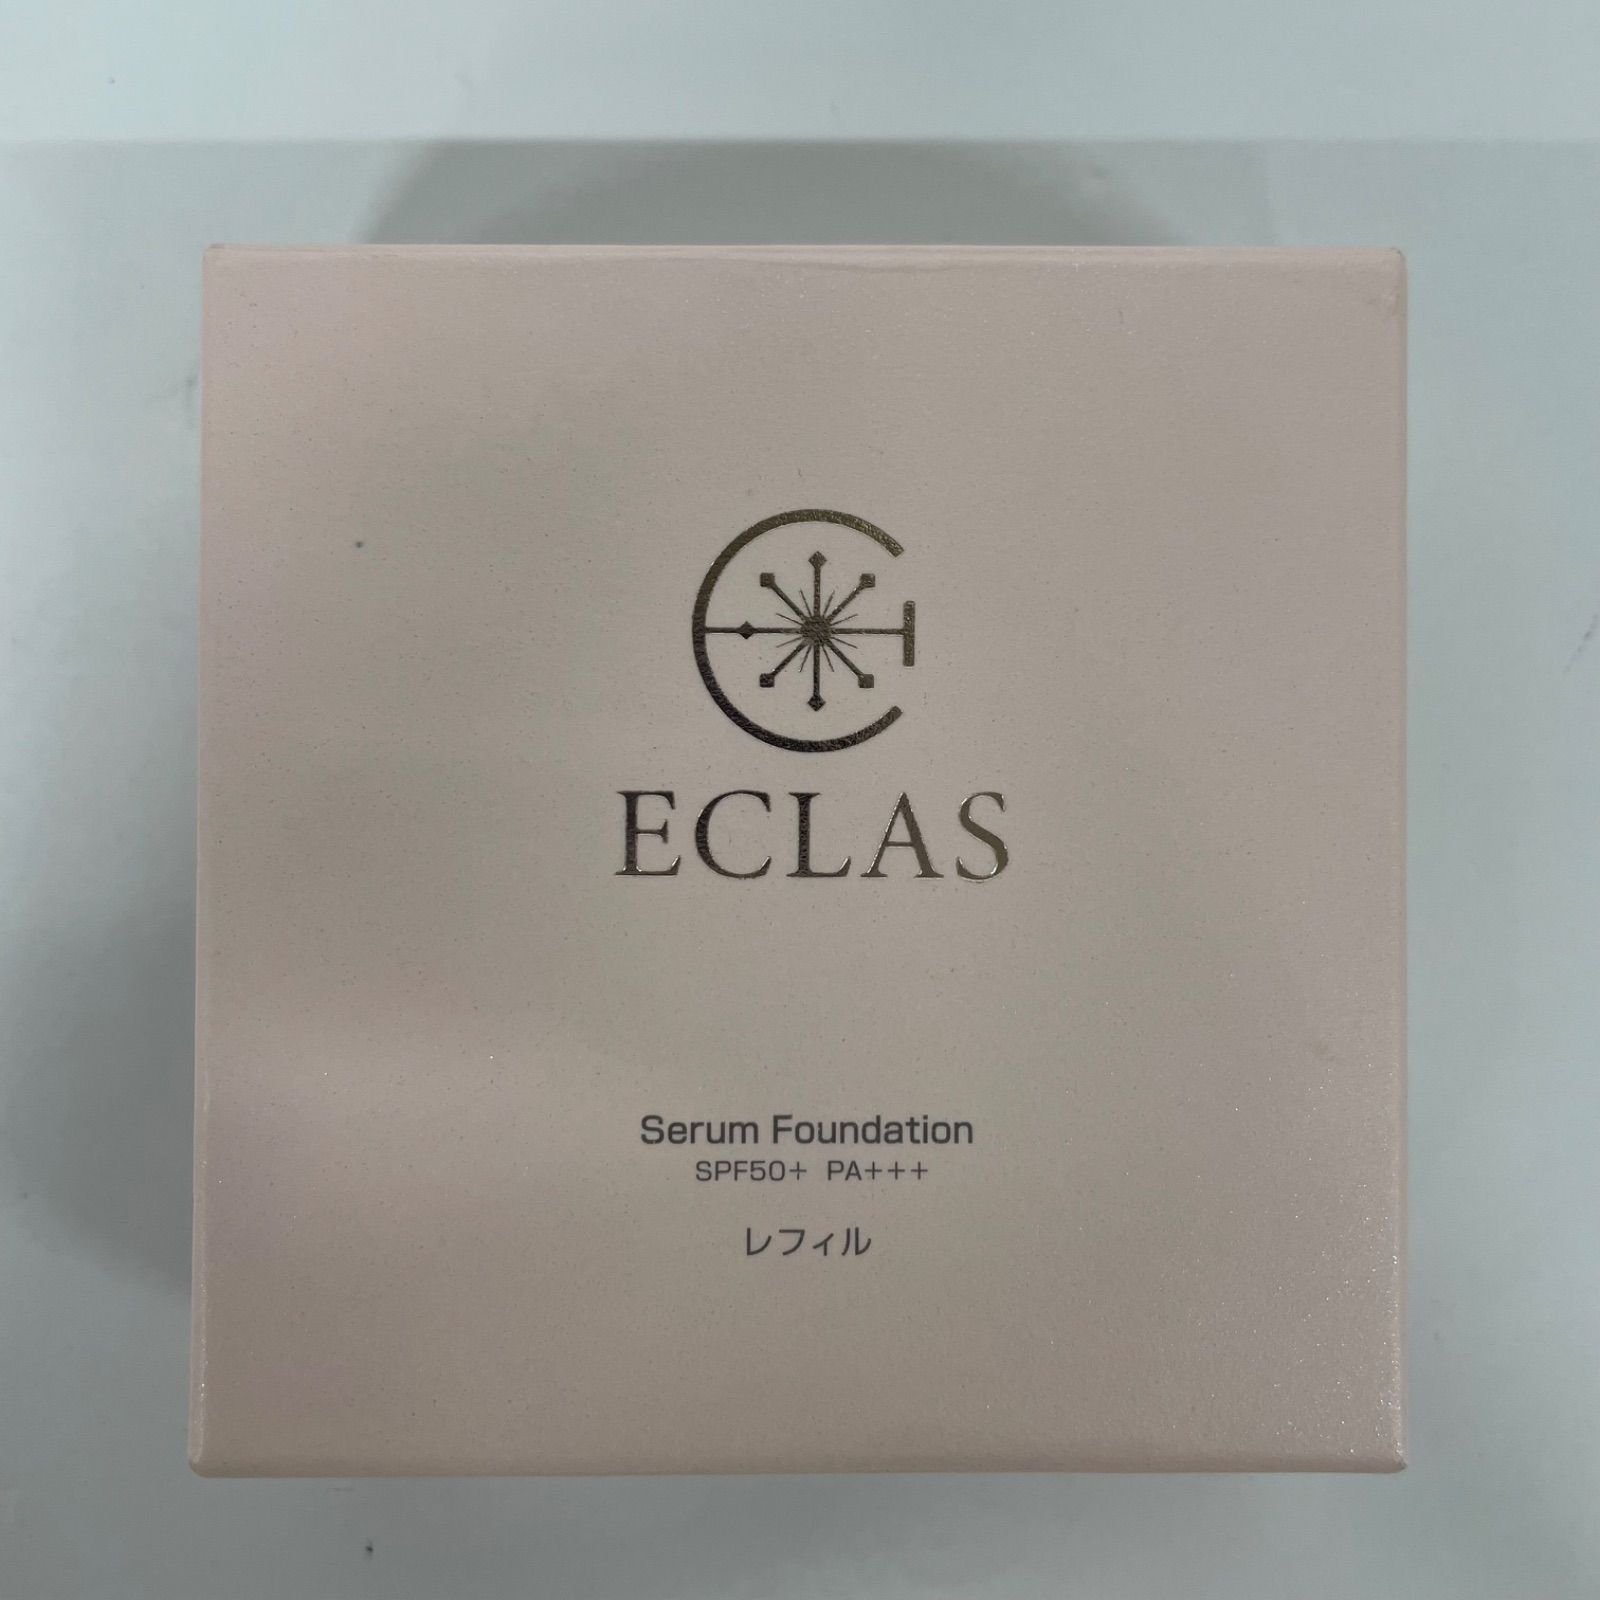 ECLAS
Serum Foundation
SPF50+ PA+++
レフィル